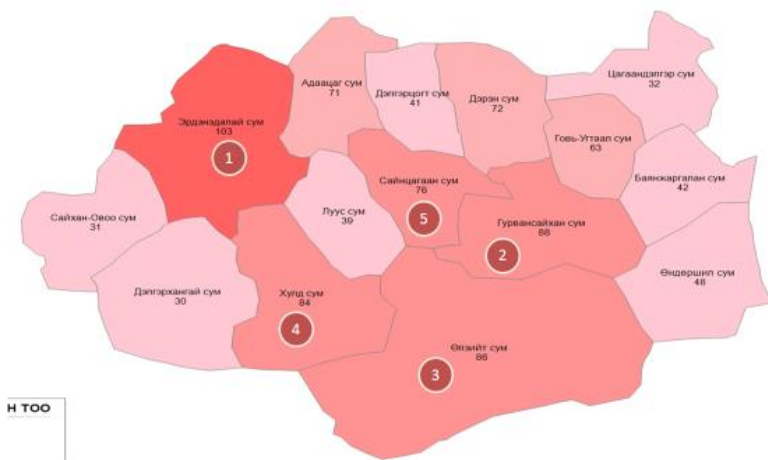 Цагаандэлгэр сум
32
Адаацаг сум
71
Дэлгэрцогт сум
41
Дэрэн сум
72
Эрдэнэдалай сум
103
1
Говь-Угтаал сум
63
Сайнцагаан сум
76
5
Баянжаргалан сум
42
Сайхан-Овоо сум
31
Луус сум
39
Гурвансайхан сум
88
2
Өндөршил сум
48
Дэлгэрхангай сум
30
Хулд сум
84
4
Өлзийт сум
86
3
Н ТОО